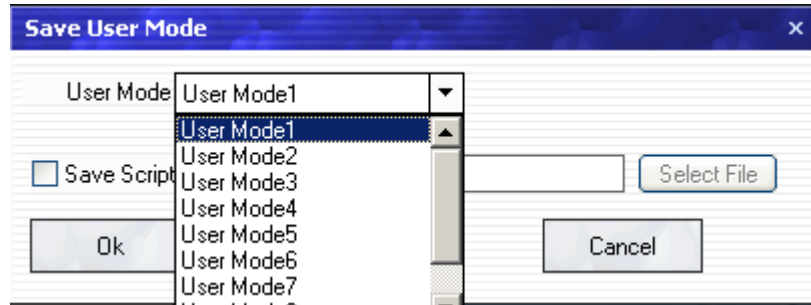 Save User Mode
User Mode User Mode1
User Mode1
User Mode2
Save Script User Mode3 Select File
User Mode4
Ok User Mode5 Cancel
User Mode6
User Mode7